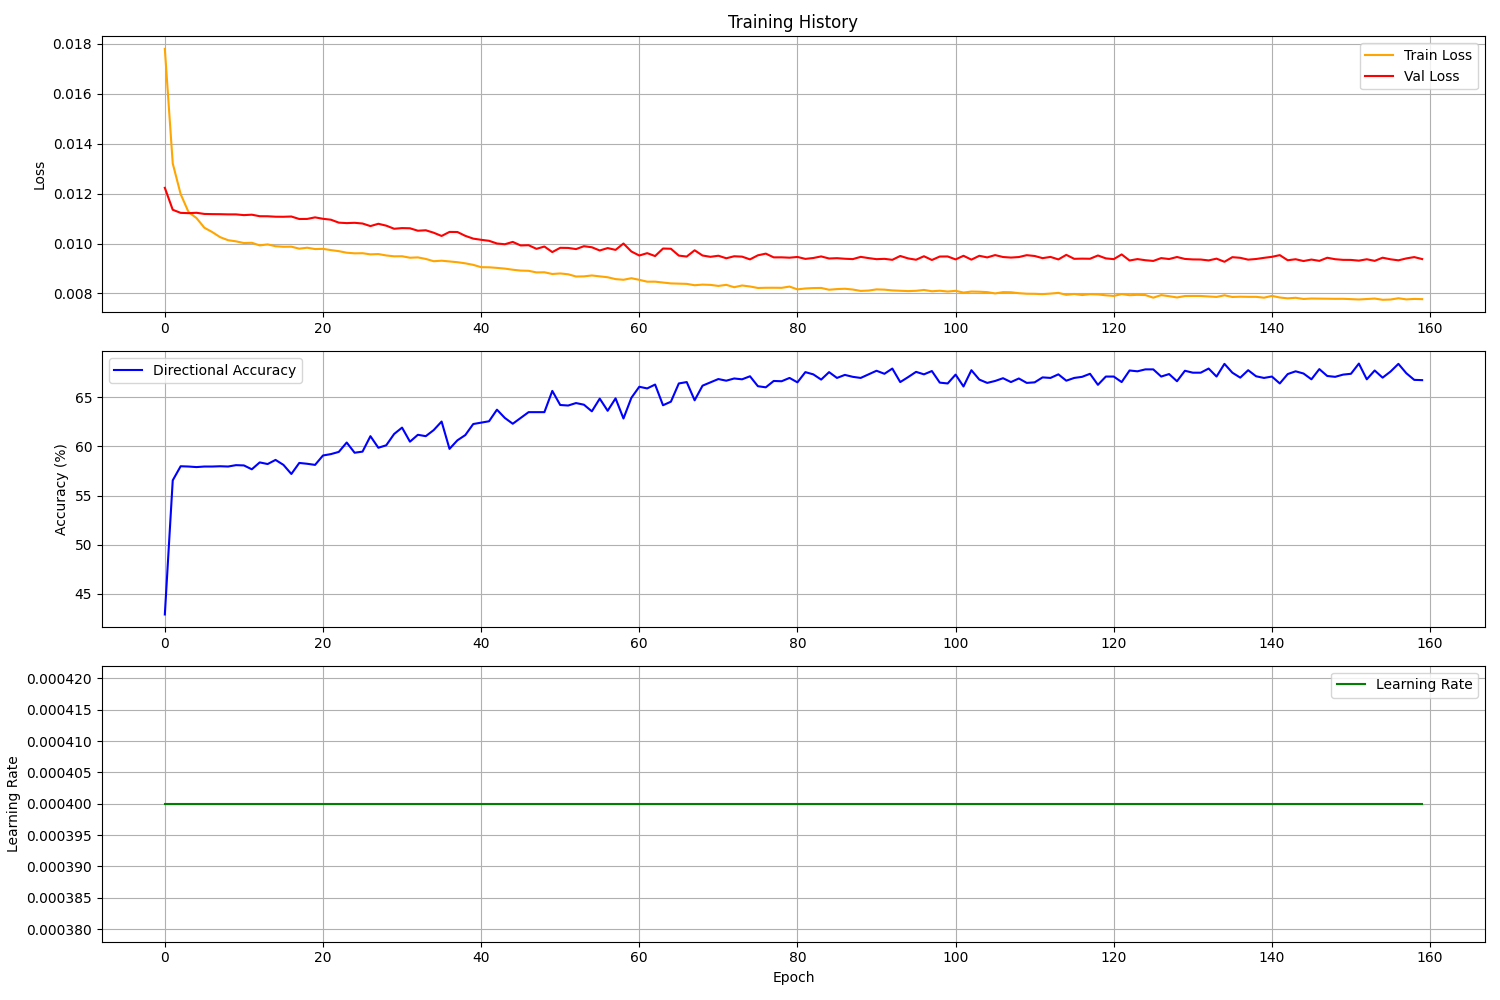 Training History
0.018
0.016
0.014
0.012
0.010
0.008
Loss
Train Loss
Val Loss
0 20 40 60 80 100 120 140 160
65
60
55
50
45
Accuracy (%)
Directional Accuracy
0 20 40 60 80 100 120 140 160
0.000420
0.000415
0.000410
0.000405
0.000400
0.000395
0.000390
0.000385
0.000380
Learning Rate
Learning Rate
0 20 40 60 80 100 120 140 160
Epoch